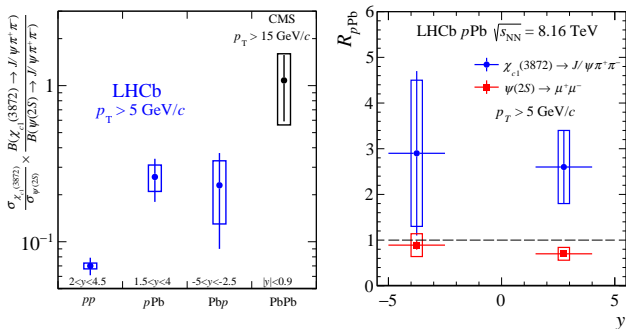 σ_χc1(3872) / σ_ψ(2S) × B(χc1(3872) → J/ψ π⁺π⁻) / B(ψ(2S) → J/ψ π⁺π⁻)
CMS
p_T > 15 GeV/c
LHCb
p_T > 5 GeV/c
1
10⁻¹
2<y<4.5 1.5<y<4 -5<y<-2.5 |y|<0.9
pp pPb Pbp PbPb
R_pPb
6
5
4
3
2
1
0
LHCb pPb √s_NN = 8.16 TeV
χc1(3872) → J/ψ π⁺π⁻
ψ(2S) → μ⁺μ⁻
p_T > 5 GeV/c
−5 0 5
y